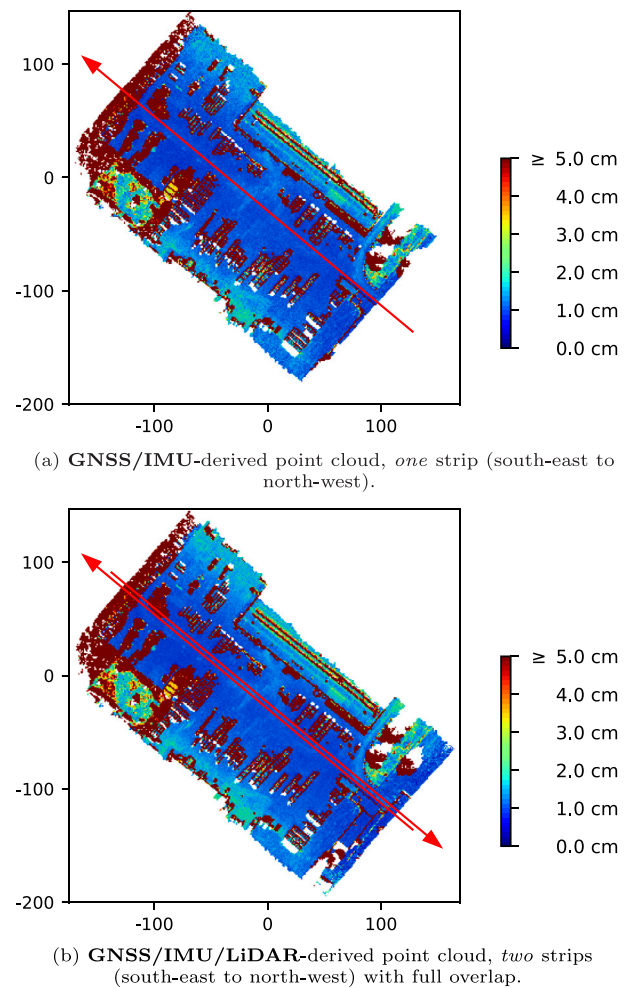 100
0
-100
-200
-100
0
100
≥ 5.0 cm
4.0 cm
3.0 cm
2.0 cm
1.0 cm
0.0 cm
(a) GNSS/IMU-derived point cloud, one strip (south-east to
north-west).
100
0
-100
-200
-100
0
100
≥ 5.0 cm
4.0 cm
3.0 cm
2.0 cm
1.0 cm
0.0 cm
(b) GNSS/IMU/LiDAR-derived point cloud, two strips
(south-east to north-west) with full overlap.